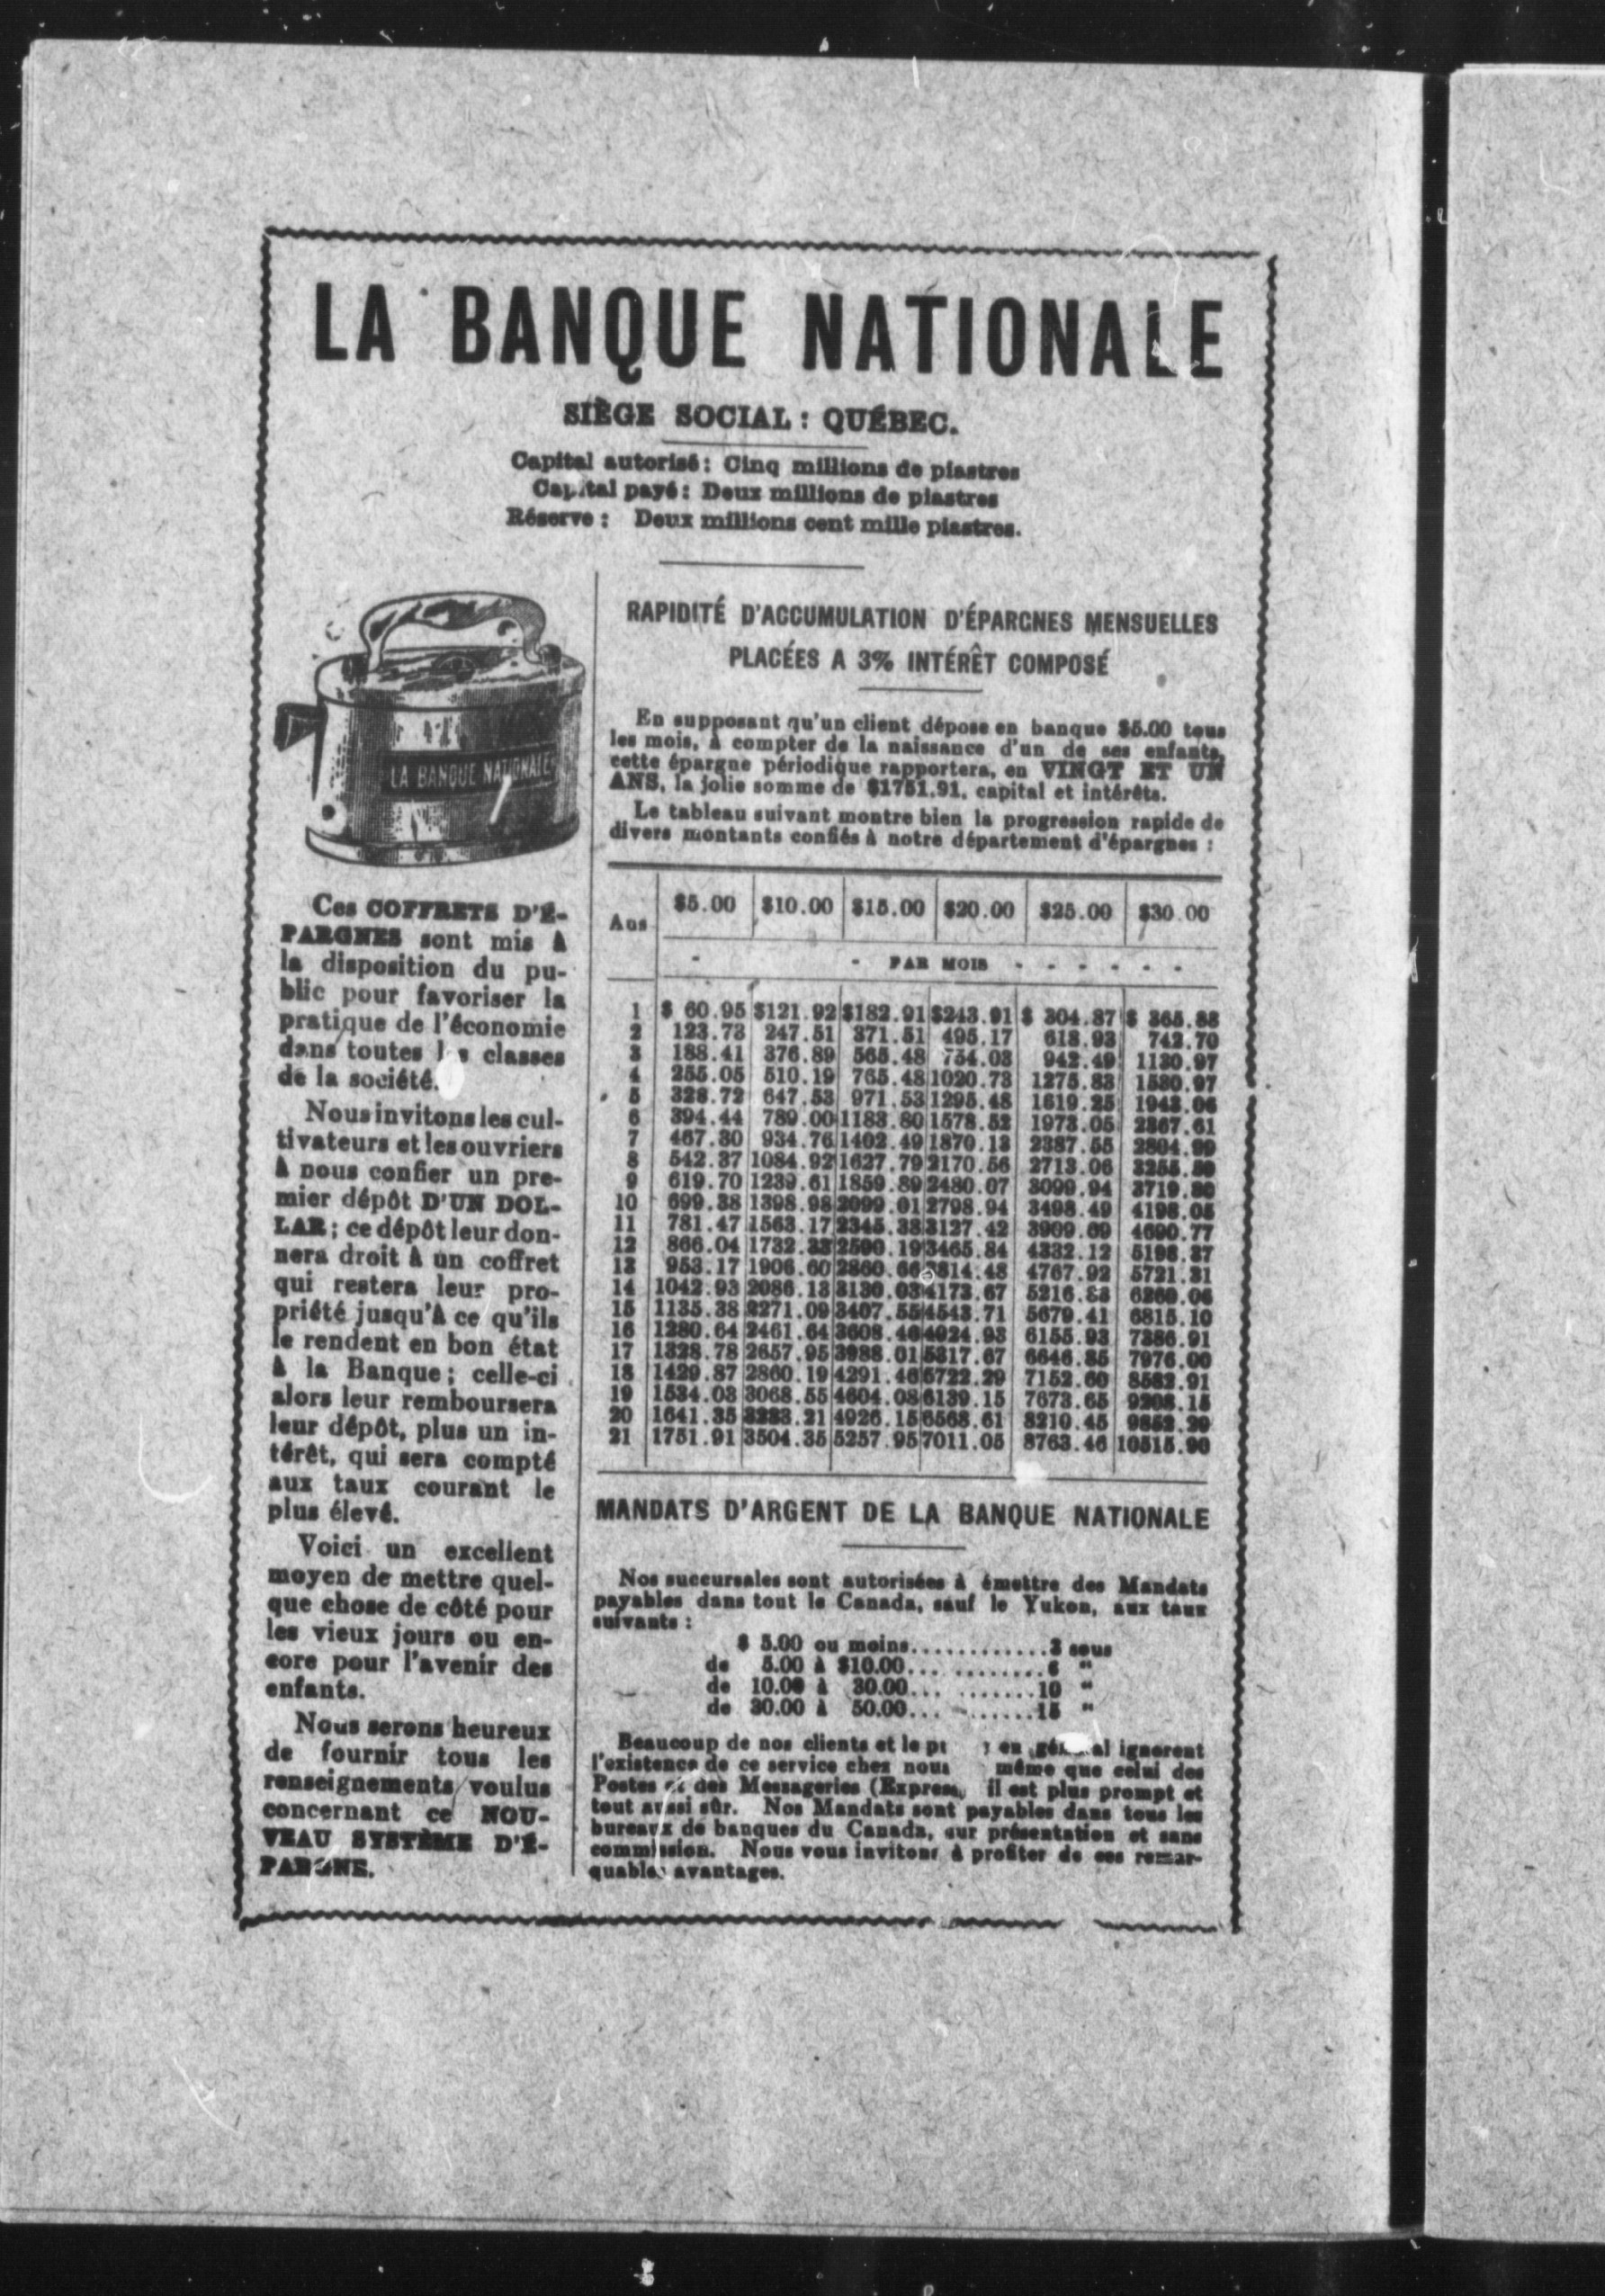 LA BANQUE NATIONALE
SIÈGE SOCIAL : QUÉBEC.
Capital autorisé : Cinq millions de piastres
Capital payé : Deux millions de piastres
Réserve : Deux millions cent mille piastres.
LA BANQUE NATIONALE
Ces COFFRETS D'É-
PARGNES sont mis à
la disposition du pu-
blic pour favoriser la
pratique de l'économie
dans toutes les classes
de la société.
Nous invitons les cul-
tivateurs et les ouvriers
à nous confier un pre-
mier dépôt D'UN DOL-
LAR ; ce dépôt leur don-
nera droit à un coffret
qui restera leur pro-
priété jusqu'à ce qu'ils
le rendent en bon état
à la Banque ; celle-ci
alors leur remboursera
leur dépôt, plus un in-
térêt, qui sera compté
aux taux courant le
plus élevé.
Voici un excellent
moyen de mettre quel-
que chose de côté pour
les vieux jours ou en-
core pour l'avenir des
enfants.
Nous serons heureux
de fournir tous les
renseignements voulus
concernant ce NOU-
VEAU SYSTÈME D'É-
PARGNE.
RAPIDITÉ D'ACCUMULATION D'ÉPARGNES MENSUELLES
PLACÉES A 3% INTÉRÊT COMPOSÉ
En supposant qu'un client dépose en banque $5.00 tous
les mois, à compter de la naissance d'un de ses enfants,
cette épargne périodique rapportera, en VINGT ET UN
ANS, la jolie somme de $1751.91, capital et intérêts.
Le tableau suivant montre bien la progression rapide de
divers montants confiés à notre département d'épargnes :
Ans $5.00 $10.00 $15.00 $20.00 $25.00 $30.00
- - PAR MOIS - - - - - -
1 $ 60.95 $121.92 $182.91 $243.91 $ 304.87 $ 365.88
2 123.73 247.51 371.51 495.17 618.93 742.70
3 188.41 376.89 565.48 754.03 942.49 1130.97
4 255.05 510.19 765.48 1020.73 1275.83 1530.97
5 323.72 647.53 971.53 1295.48 1619.25 1943.06
6 394.44 789.00 1183.80 1578.52 1973.05 2367.61
7 467.30 934.76 1402.49 1870.13 2337.55 2804.99
8 542.37 1084.92 1627.79 2170.56 2713.06 3255.80
9 619.70 1239.61 1859.89 2480.07 3099.94 3719.80
10 699.38 1398.98 2099.01 2798.94 3498.49 4198.05
11 781.47 1563.17 2345.38 3127.42 3909.09 4690.77
12 866.04 1732.33 2590.19 3465.84 4332.12 5198.37
13 953.17 1906.60 2860.66 3814.48 4767.92 5721.31
14 1042.93 2086.13 3130.03 4173.67 5216.88 6260.06
15 1135.38 2271.09 3407.55 4543.71 5679.41 6815.10
16 1230.64 2461.64 3608.46 4924.93 6155.93 7386.91
17 1328.78 2657.95 3988.01 5317.67 6646.85 7976.00
18 1429.87 2860.19 4291.46 5722.29 7152.60 8582.91
19 1534.03 3068.55 4604.08 6139.15 7673.65 9208.15
20 1641.35 3283.21 4926.15 6568.61 8210.45 9852.29
21 1751.91 3504.35 5257.95 7011.05 8763.46 10515.90
MANDATS D'ARGENT DE LA BANQUE NATIONALE
Nos succursales sont autorisées à émettre des Mandats
payables dans tout le Canada, sauf le Yukon, aux taux
suivants :
$ 5.00 ou moins............3 sous
de 5.00 à $10.00... ........6 "
de 10.00 à 30.00... .......10 "
de 30.00 à 50.00... .......15 "
Beaucoup de nos clients et le en général ignorent
l'existence de ce service chez nous même que celui des
Postes et des Messageries (Express, il est plus prompt et
tout aussi sûr. Nos Mandats sont payables dans tous les
bureaux de banques du Canada, sur présentation et sans
commission. Nous vous invitons à profiter de ces remar-
quables avantages.